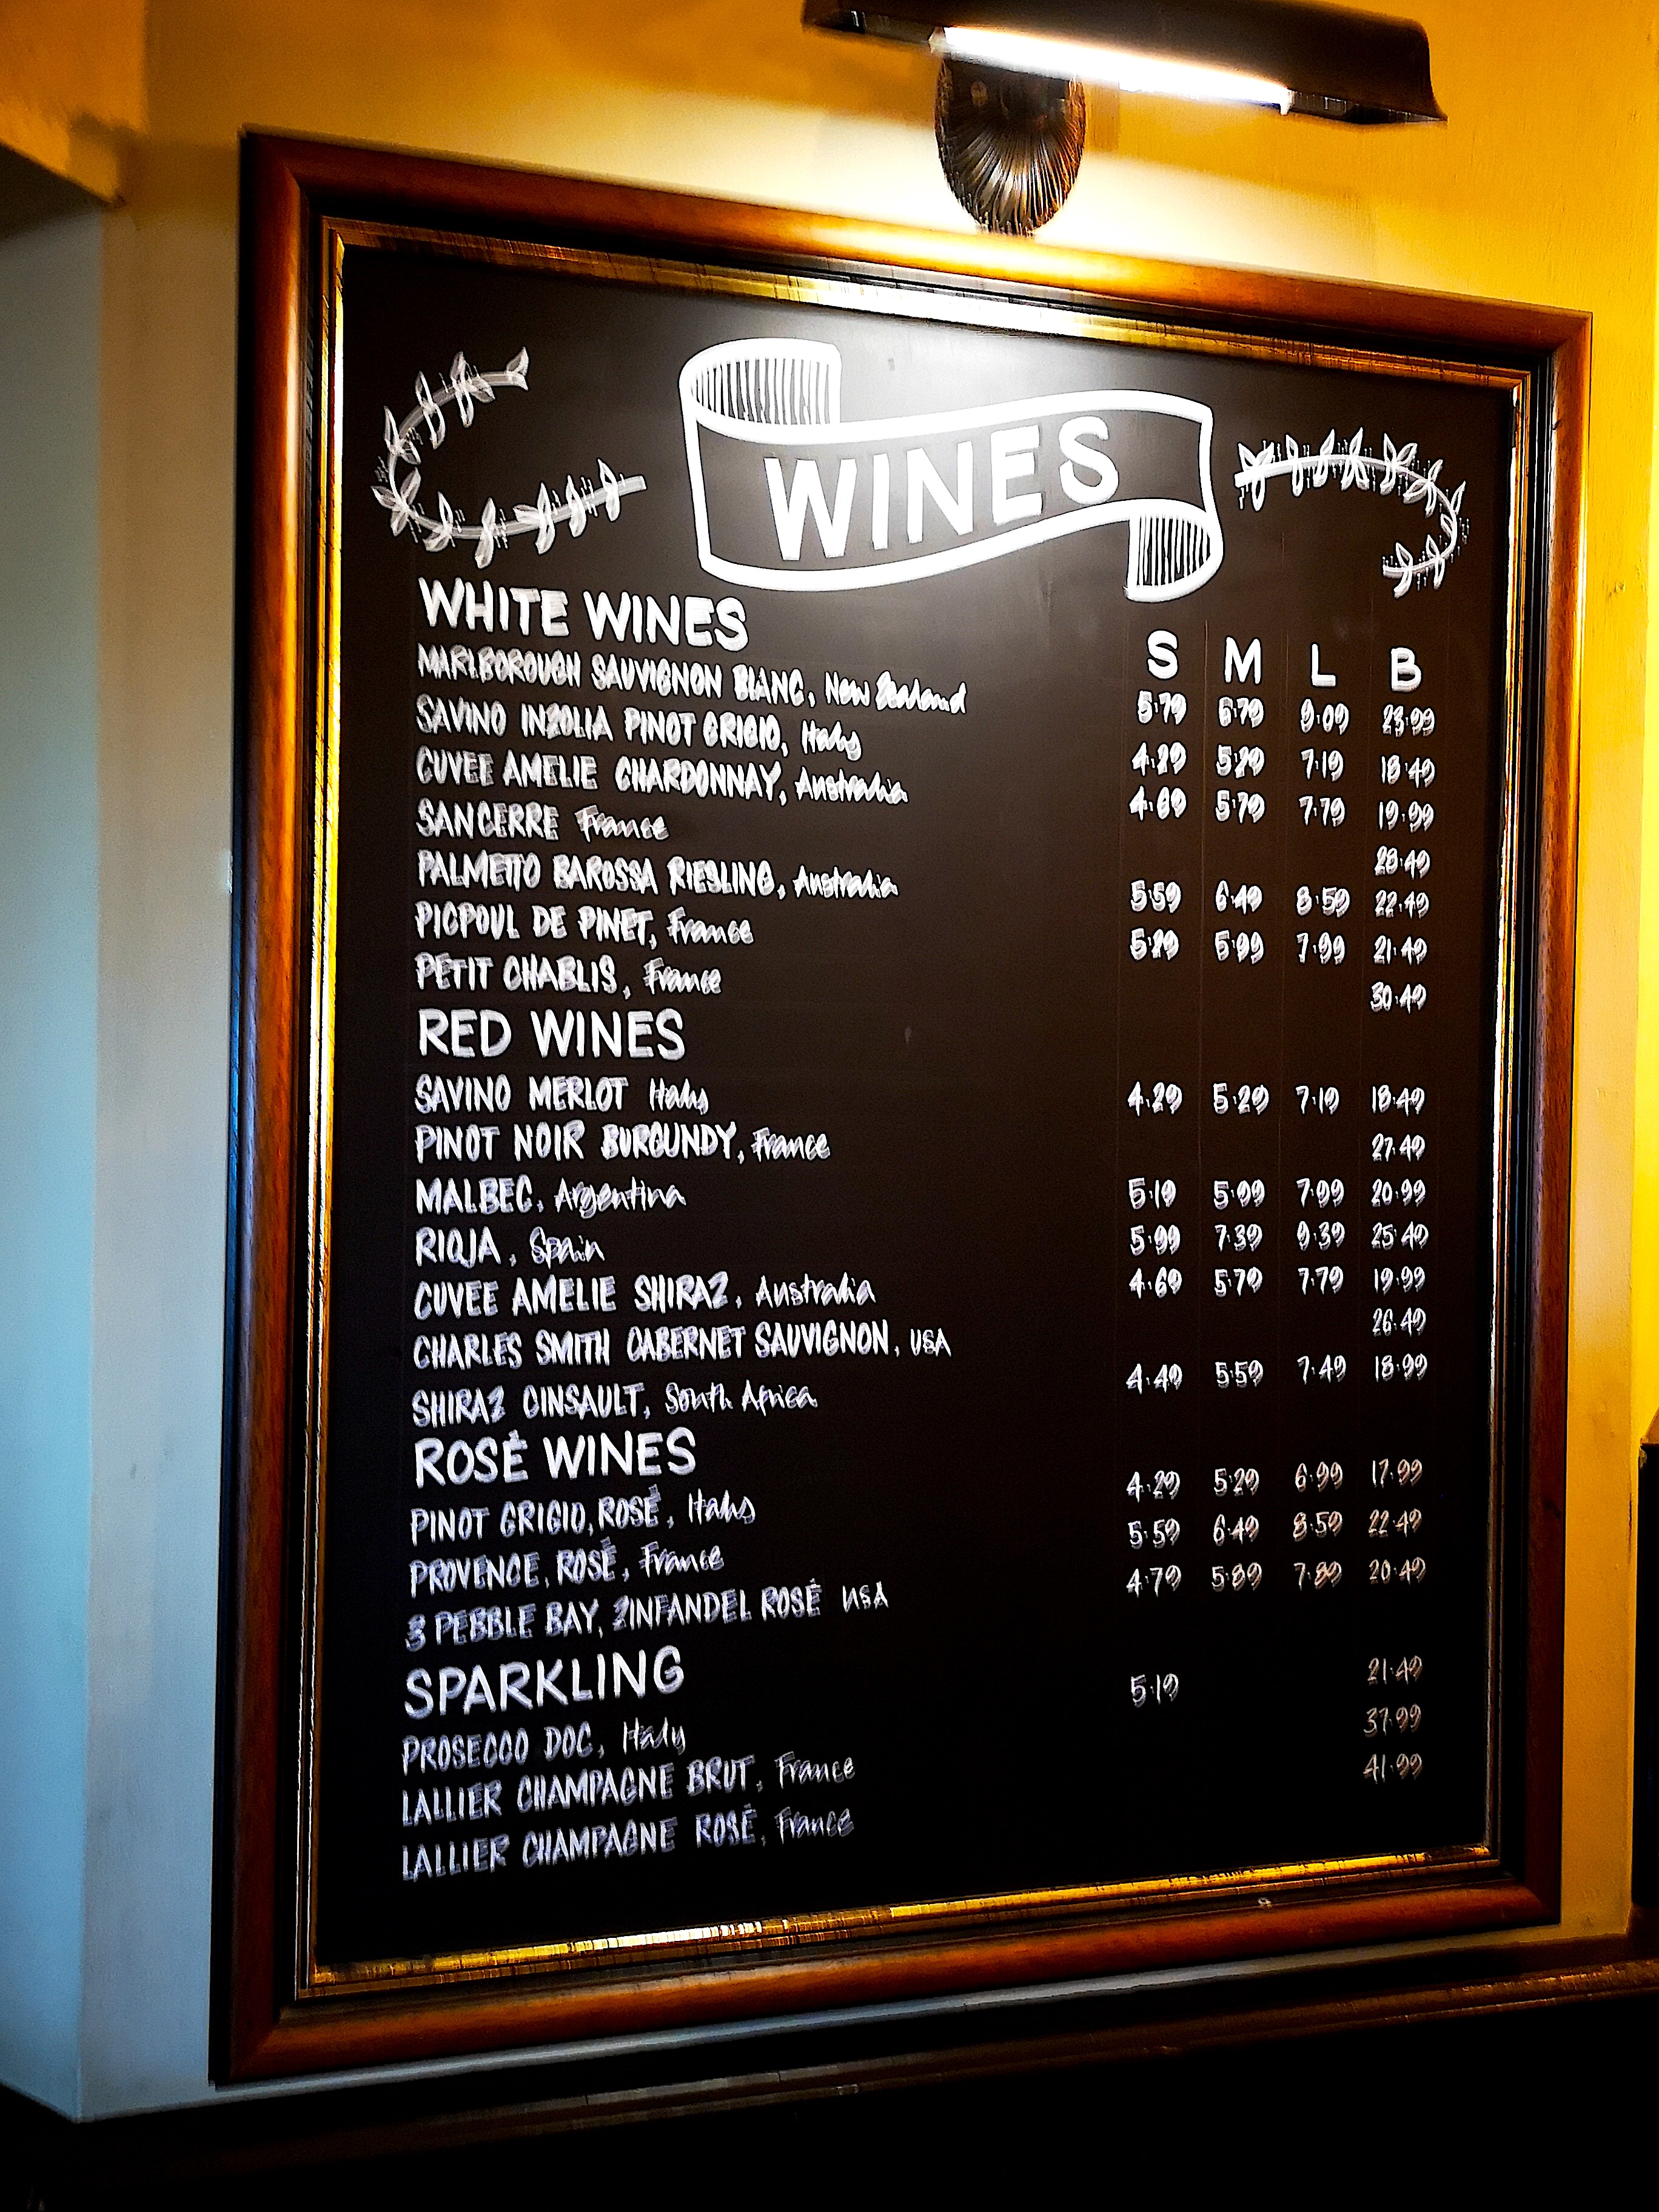 WINES
WHITE WINES S M L B
MARLBOROUGH SAUVIGNON BLANC, New Zealand 5.79 6.79 9.09 23.99
SAVINO INZOLIA PINOT GRIGIO, Italy 4.29 5.29 7.19 18.49
CUVEE AMELIE CHARDONNAY, Australia 4.69 5.79 7.79 19.99
SANCERRE France 28.49
PALMETTO BAROSSA RIESLING, Australia 5.59 6.49 8.59 22.49
PICPOUL DE PINET, France 5.29 5.99 7.99 21.49
PETIT CHABLIS, France 30.49
RED WINES
SAVINO MERLOT Italy 4.29 5.29 7.19 18.49
PINOT NOIR BURGUNDY, France 27.49
MALBEC, Argentina 5.19 5.99 7.99 20.99
RIOJA, Spain 5.99 7.39 9.39 25.49
CUVEE AMELIE SHIRAZ, Australia 4.69 5.79 7.79 19.99
CHARLES SMITH CABERNET SAUVIGNON, USA 26.49
SHIRAZ CINSAULT, South Africa 4.49 5.59 7.49 18.99
ROSÉ WINES
PINOT GRIGIO, ROSÉ, Italy 4.29 5.29 6.99 17.99
PROVENCE, ROSÉ, France 5.59 6.49 8.59 22.49
3 PEBBLE BAY, ZINFANDEL ROSÉ USA 4.79 5.89 7.89 20.49
SPARKLING
PROSECCO DOC, Italy 5.19 21.49
LALLIER CHAMPAGNE BRUT, France 37.99
LALLIER CHAMPAGNE ROSÉ, France 41.99